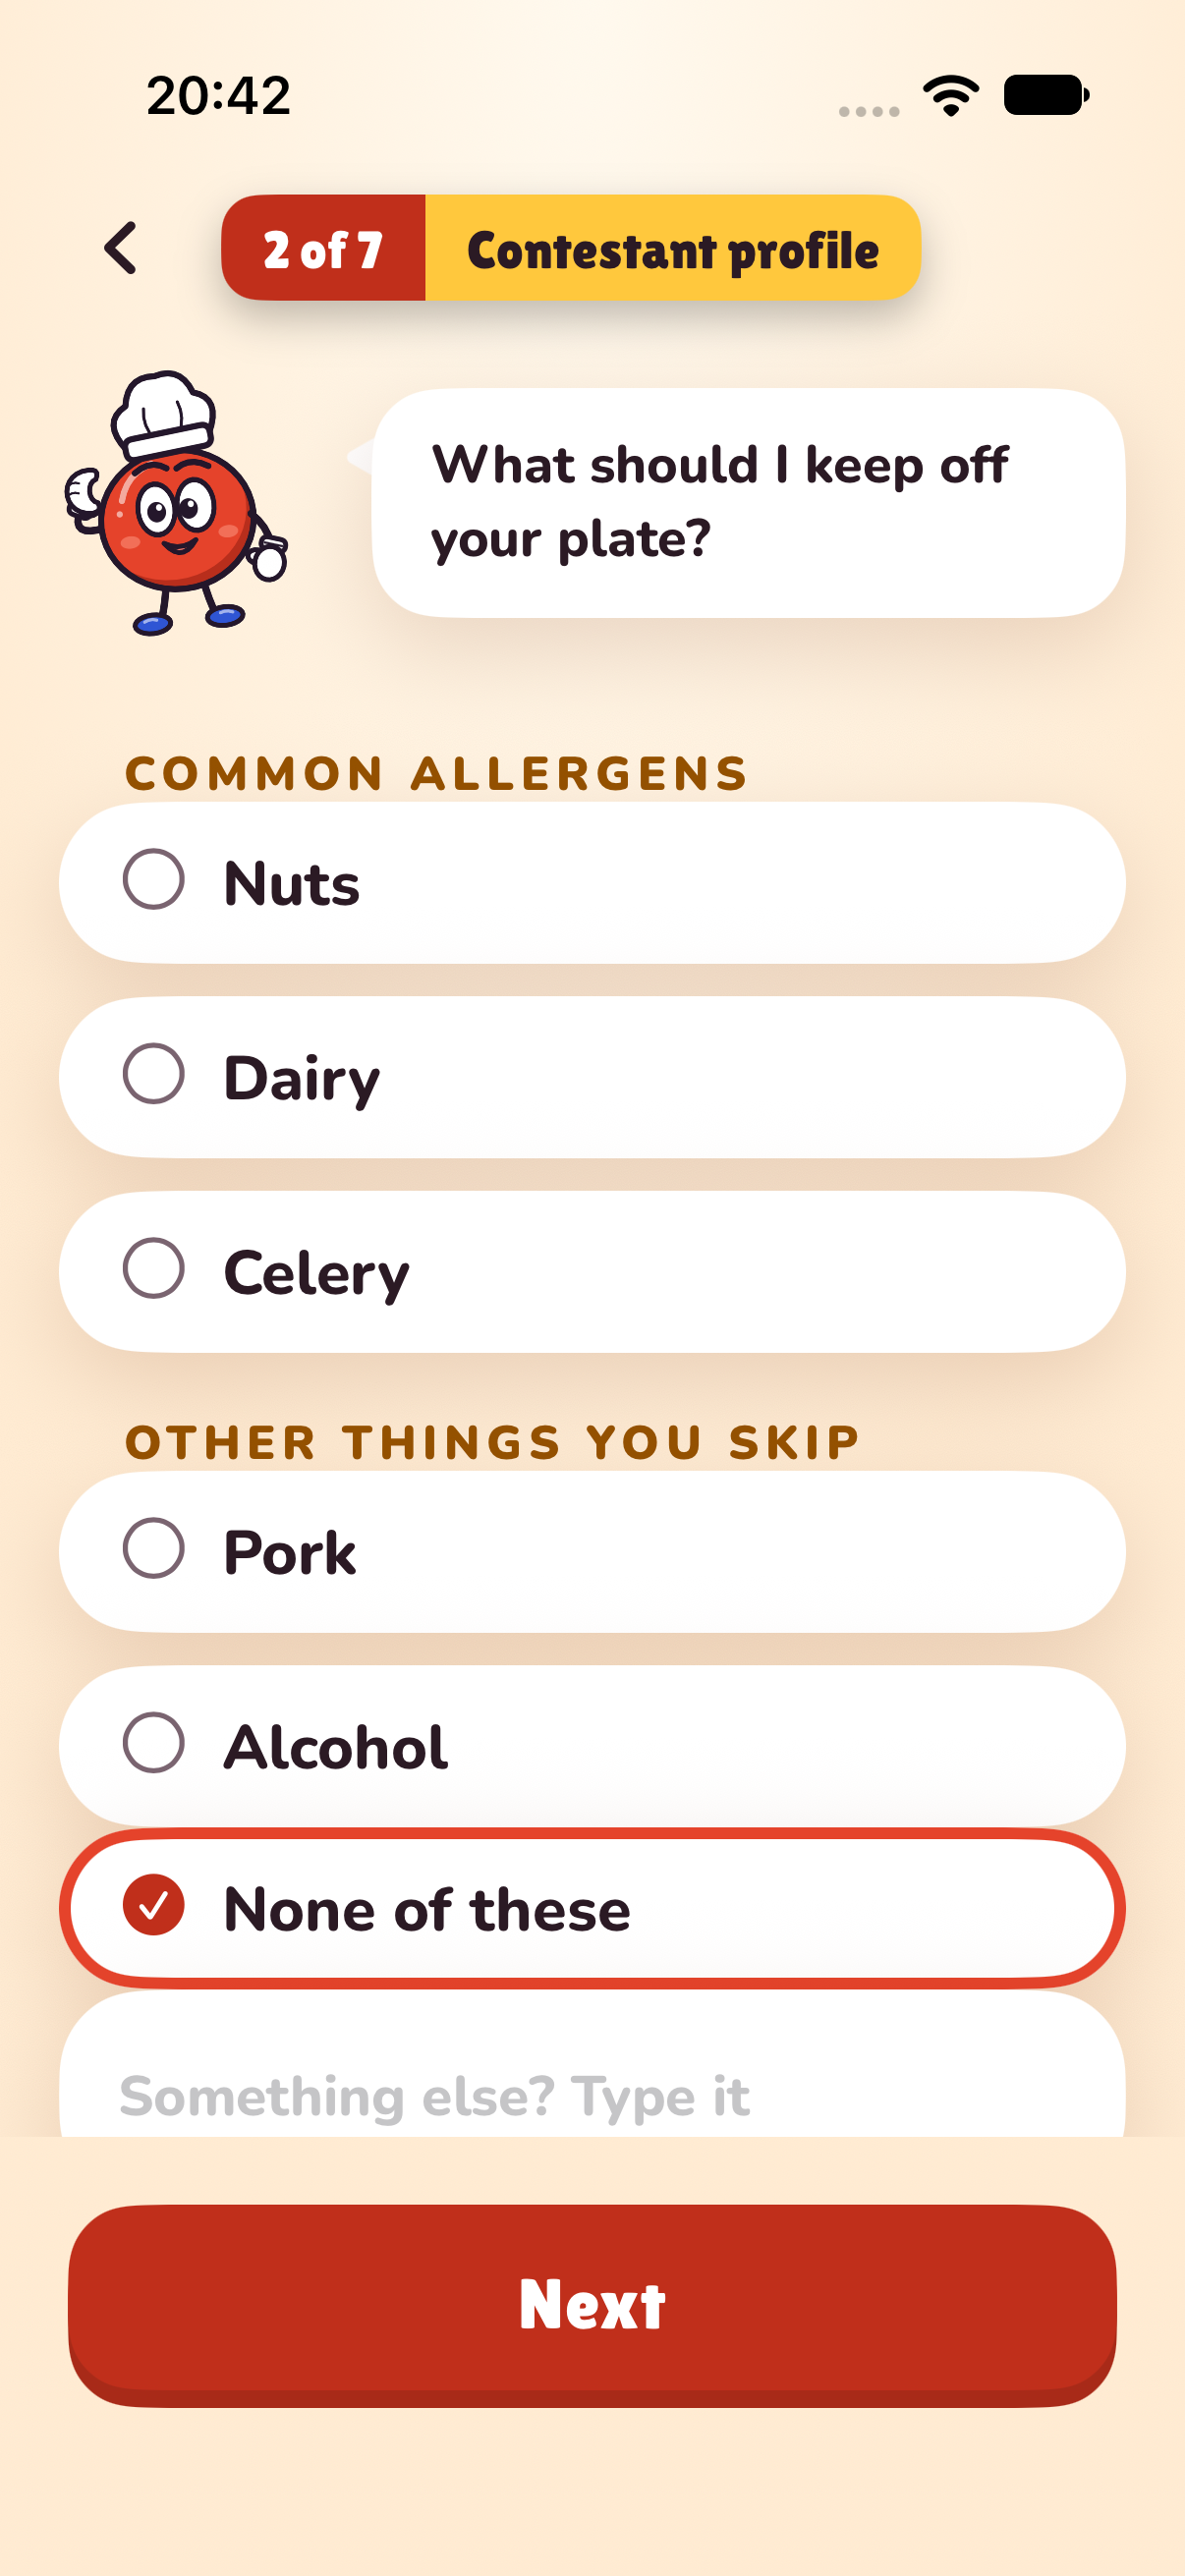 20:42
2 of 7 Contestant profile
What should I keep off
your plate?
COMMON ALLERGENS
Nuts
Dairy
Celery
OTHER THINGS YOU SKIP
Pork
Alcohol
None of these
Something else? Type it
Next